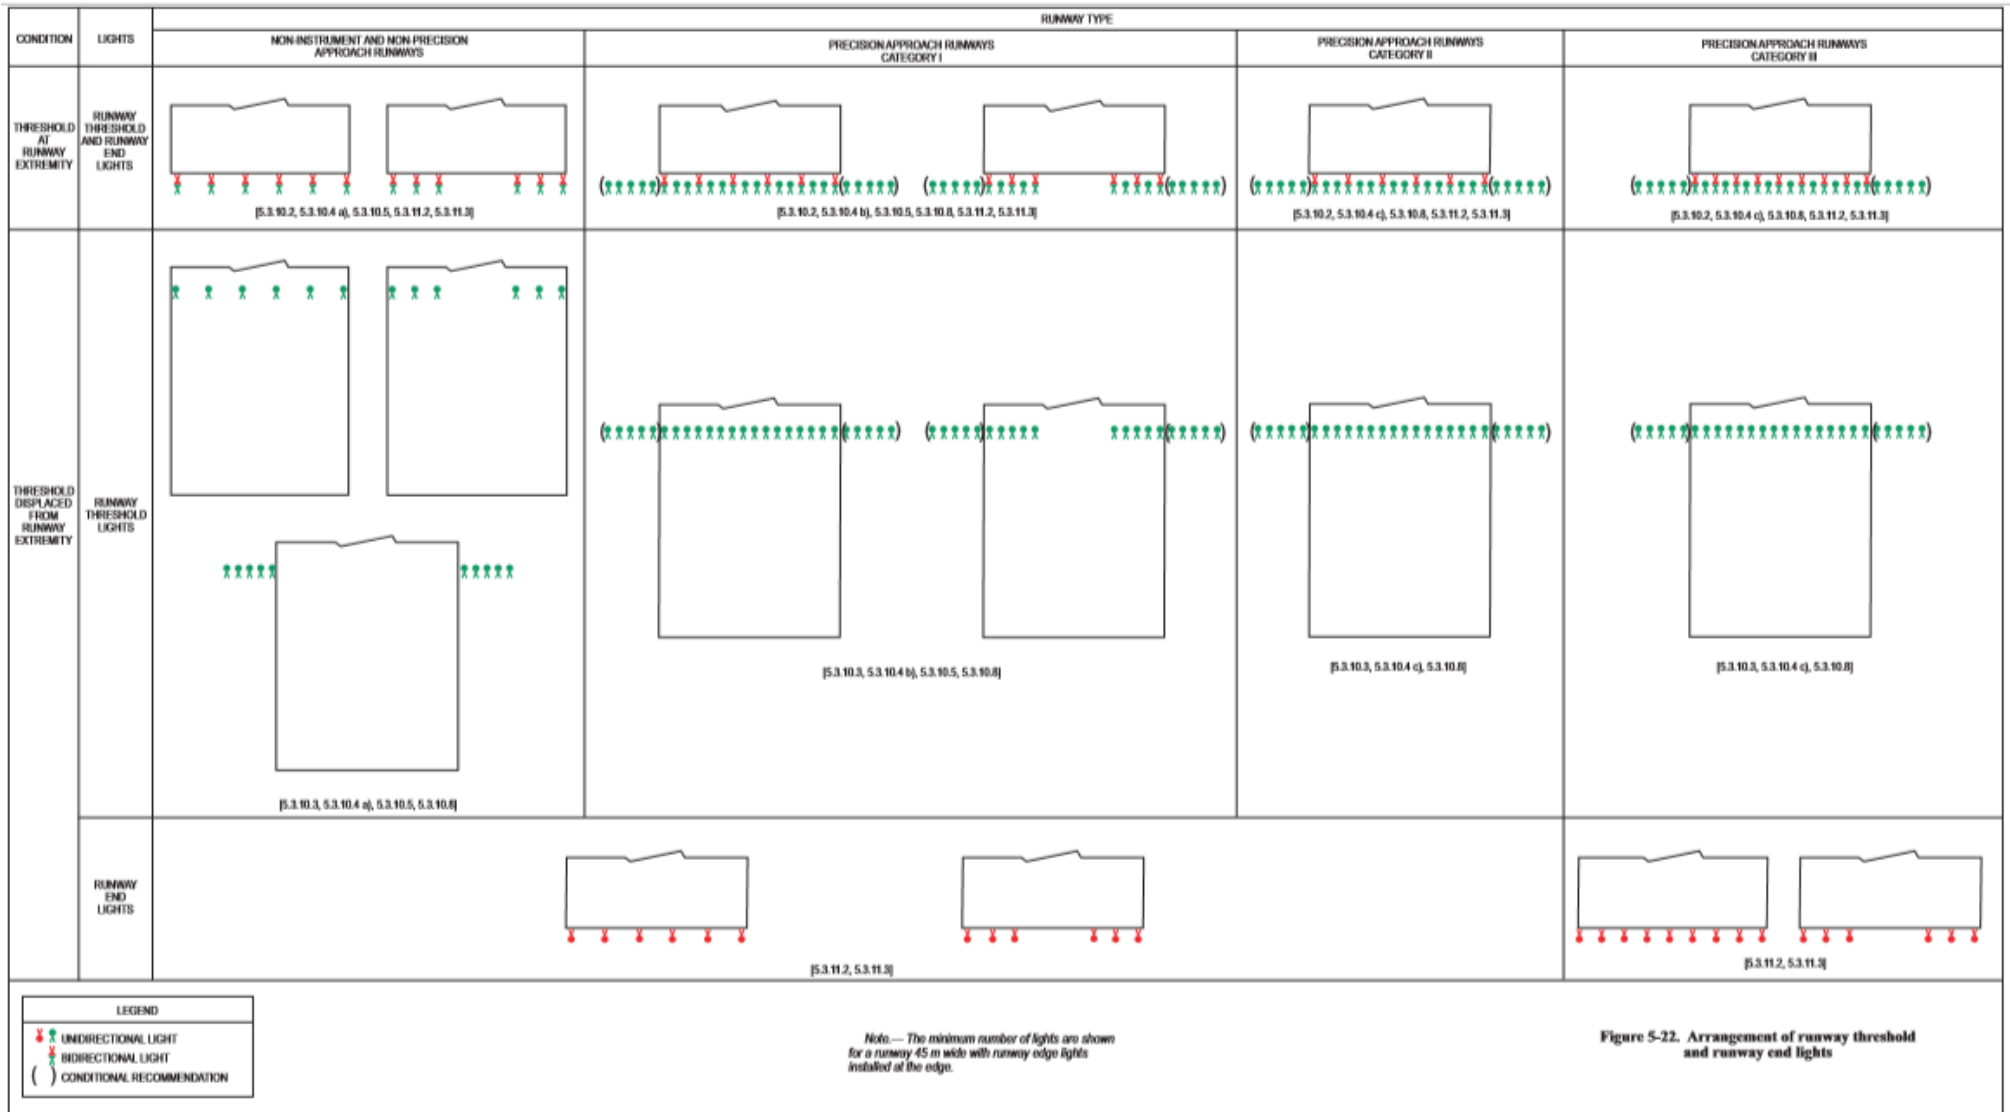 RUNWAY TYPE
CONDITION
LIGHTS
NON-INSTRUMENT AND NON-PRECISION
APPROACH RUNWAYS
PRECISION APPROACH RUNWAYS
CATEGORY I
PRECISION APPROACH RUNWAYS
CATEGORY II
PRECISION APPROACH RUNWAYS
CATEGORY III
THRESHOLD
AT
RUNWAY
EXTREMITY
RUNWAY
THRESHOLD
AND RUNWAY
END
LIGHTS
( ) ( )
( ) ( )
( ) ( )
( ) ( )
[5.3.10.2, 5.3.10.4 a), 5.3.10.5, 5.3.11.2, 5.3.11.3]
[5.3.10.2, 5.3.10.4 b), 5.3.10.5, 5.3.10.8, 5.3.11.2, 5.3.11.3]
[5.3.10.2, 5.3.10.4 c), 5.3.10.8, 5.3.11.2, 5.3.11.3]
[5.3.10.2, 5.3.10.4 c), 5.3.10.8, 5.3.11.2, 5.3.11.3]
THRESHOLD
DISPLACED
FROM
RUNWAY
EXTREMITY
RUNWAY
THRESHOLD
LIGHTS
( ) ( )
( ) ( )
( ) ( )
( ) ( )
[5.3.10.3, 5.3.10.4 a), 5.3.10.5, 5.3.10.8]
[5.3.10.3, 5.3.10.4 b), 5.3.10.5, 5.3.10.8]
[5.3.10.3, 5.3.10.4 c), 5.3.10.8]
[5.3.10.3, 5.3.10.4 c), 5.3.10.8]
RUNWAY
END
LIGHTS
[5.3.11.2, 5.3.11.3]
[5.3.11.2, 5.3.11.3]
LEGEND
UNIDIRECTIONAL LIGHT
BIDIRECTIONAL LIGHT
( ) CONDITIONAL RECOMMENDATION
Note.— The minimum number of lights are shown
for a runway 45 m wide with runway edge lights
installed at the edge.
Figure 5-22. Arrangement of runway threshold
and runway end lights